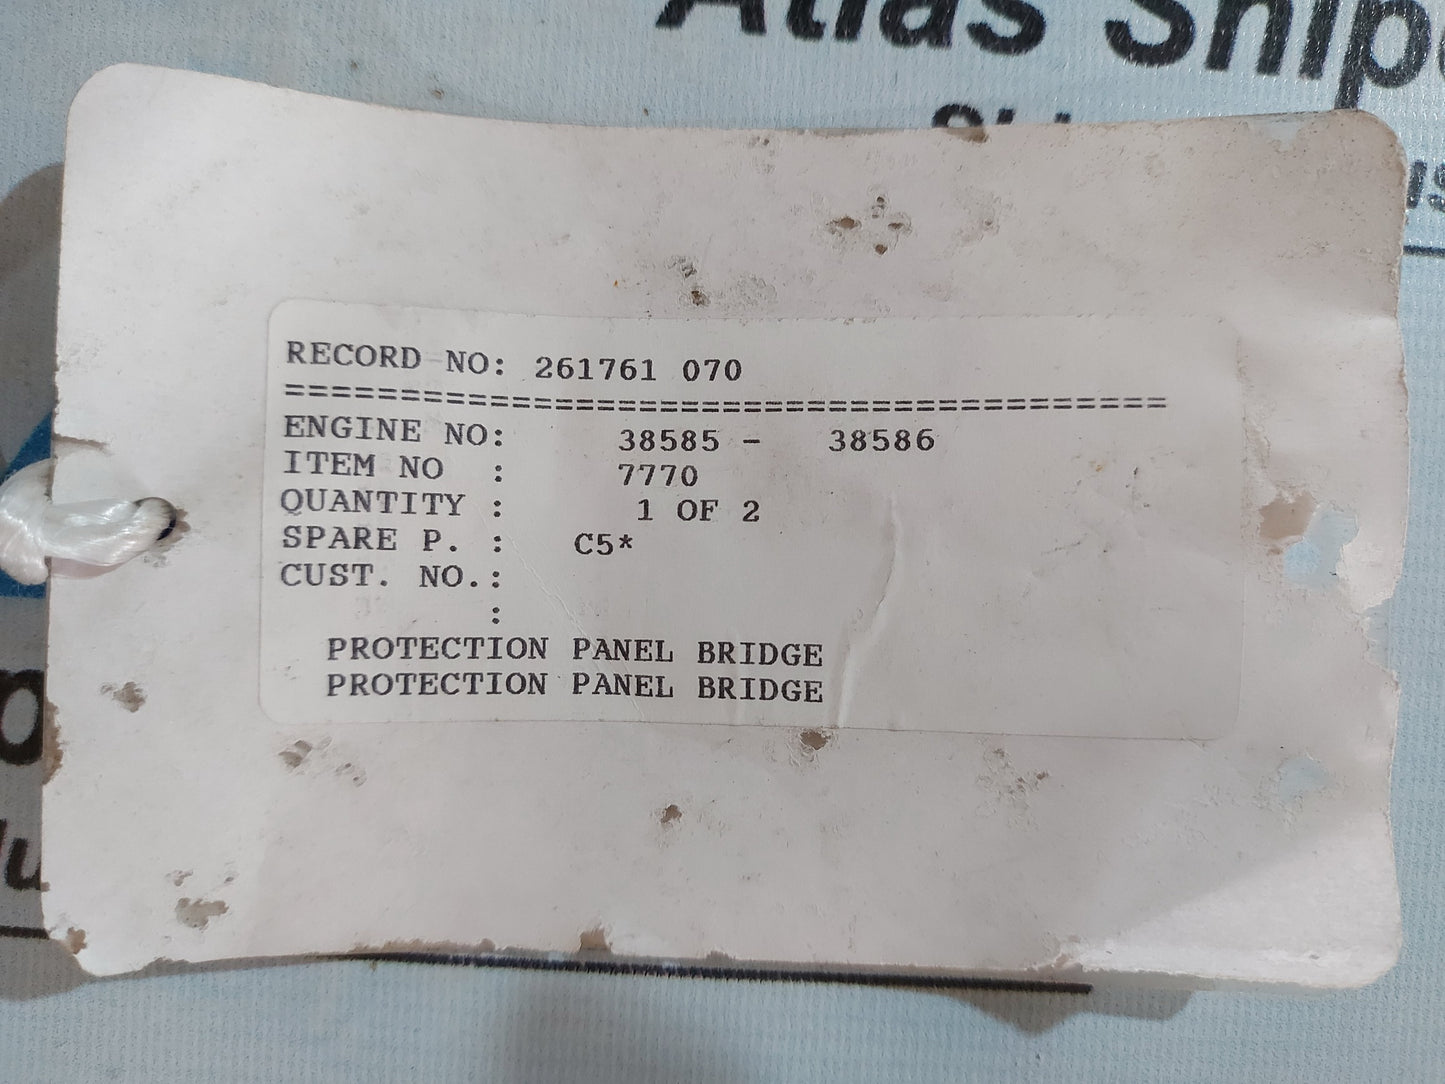 Atlas
RECORD NO: 261761 070
==========================================
ENGINE NO: 38585 - 38586
ITEM NO : 7770
QUANTITY : 1 OF 2
SPARE P. : C5*
CUST. NO.:
:
PROTECTION PANEL BRIDGE
PROTECTION PANEL BRIDGE